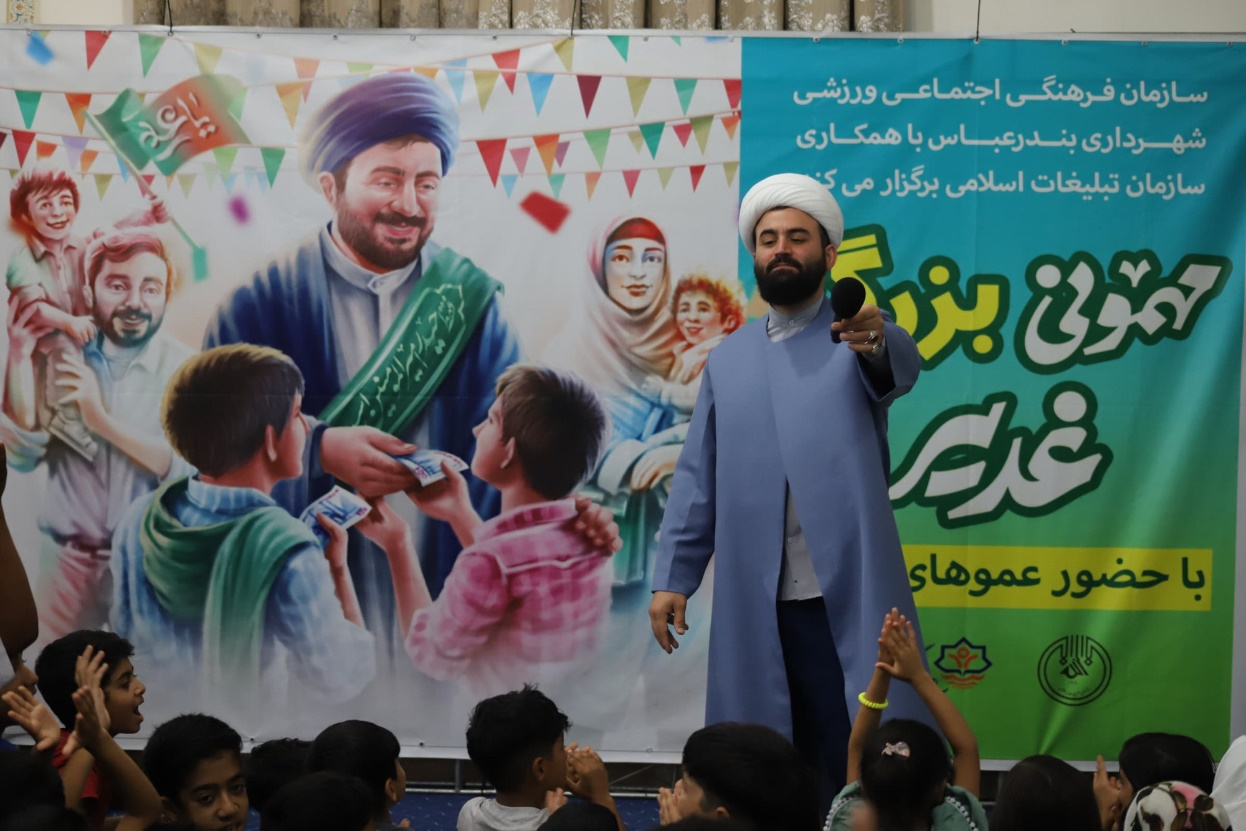 سازمان فرهنگی اجتماعی ورزشی
شهرداری بندرعباس با همکاری
سازمان تبلیغات اسلامی برگزار می کند
مهمونی بزرگ
غدیر
با حضور عموهای
یا علی